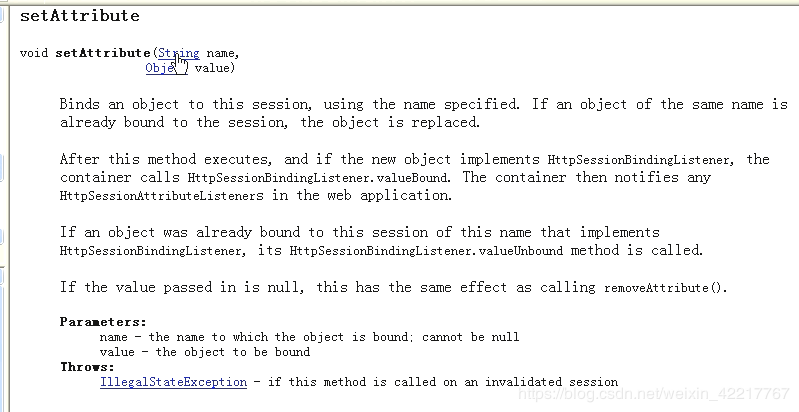 setAttribute
void setAttribute(String name,
Object value)
Binds an object to this session, using the name specified. If an object of the same name is
already bound to the session, the object is replaced.
After this method executes, and if the new object implements HttpSessionBindingListener, the
container calls HttpSessionBindingListener.valueBound. The container then notifies any
HttpSessionAttributeListeners in the web application.
If an object was already bound to this session of this name that implements
HttpSessionBindingListener, its HttpSessionBindingListener.valueUnbound method is called.
If the value passed in is null, this has the same effect as calling removeAttribute().
Parameters:
name - the name to which the object is bound; cannot be null
value - the object to be bound
Throws:
IllegalStateException - if this method is called on an invalidated session
https://blog.csdn.net/weixin_42217767